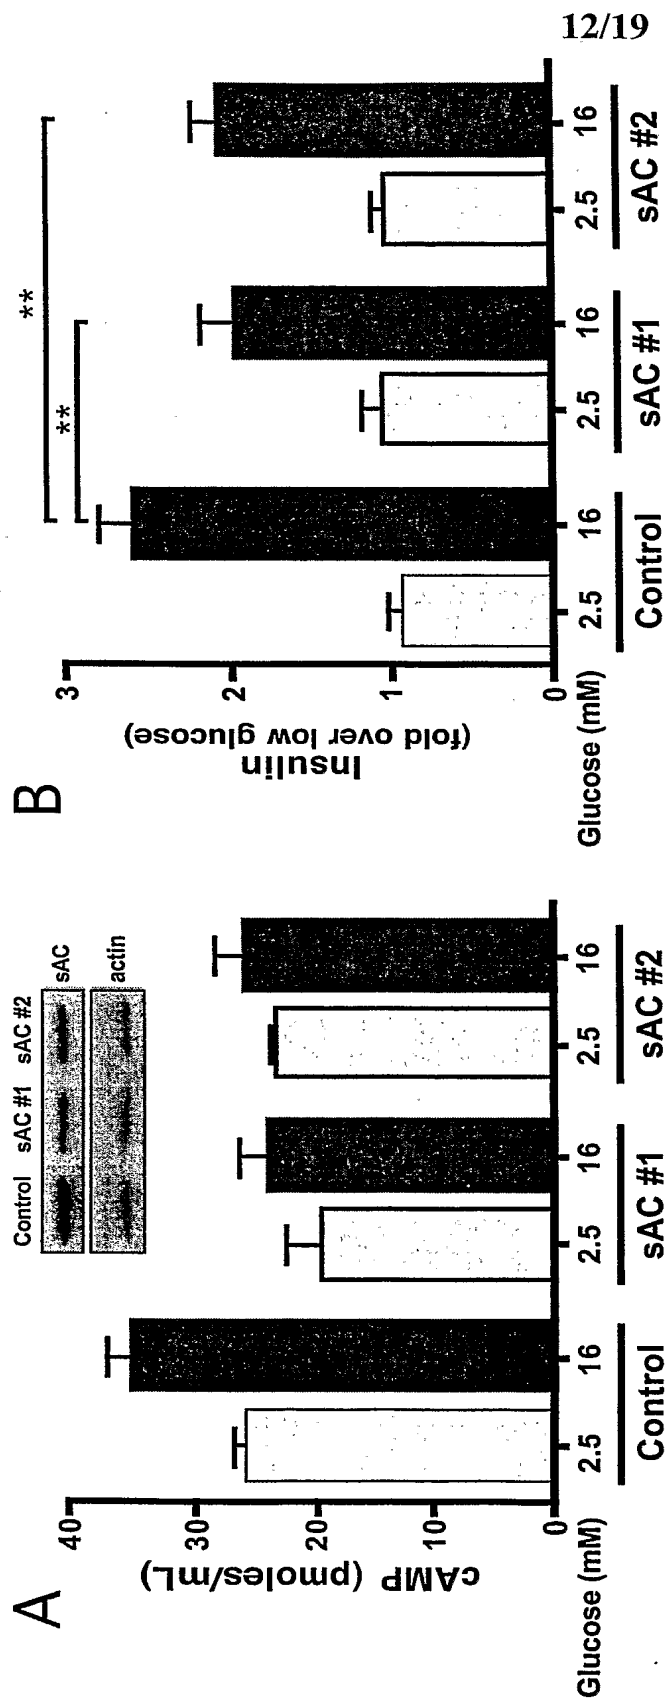 12/19
A
Control sAC #1 sAC #2
sAC
actin
cAMP (pmoles/mL)
40
30
20
10
0
Glucose (mM) 2.5 16 2.5 16 2.5 16
Control sAC #1 sAC #2
B
**
**
Insulin
(fold over low glucose)
3
2
1
0
Glucose (mM) 2.5 16 2.5 16 2.5 16
Control sAC #1 sAC #2